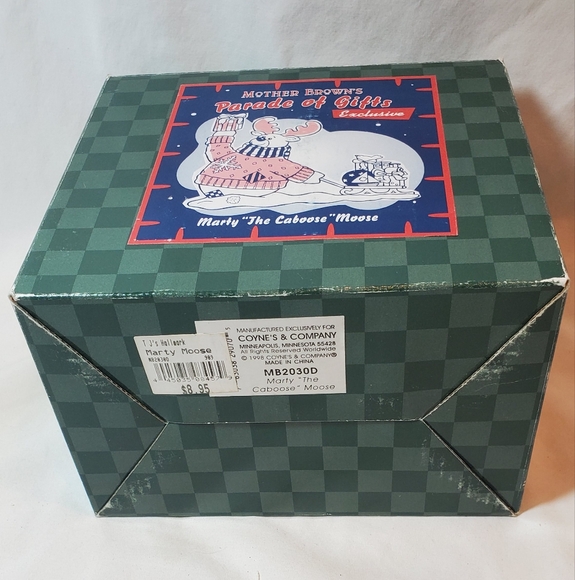 MOTHER BROWN'S
Parade of Gifts
Exclusive
Marty "The Caboose" Moose
T J's Hallmark
Marty Moose
$8.95
MANUFACTURED EXCLUSIVELY FOR
COYNE'S & COMPANY
MINNEAPOLIS, MINNESOTA 55428
All Rights Reserved Worldwide
© 1998 COYNE'S & COMPANY®
MADE IN CHINA
MB2030D
Marty "The
Caboose" Moose